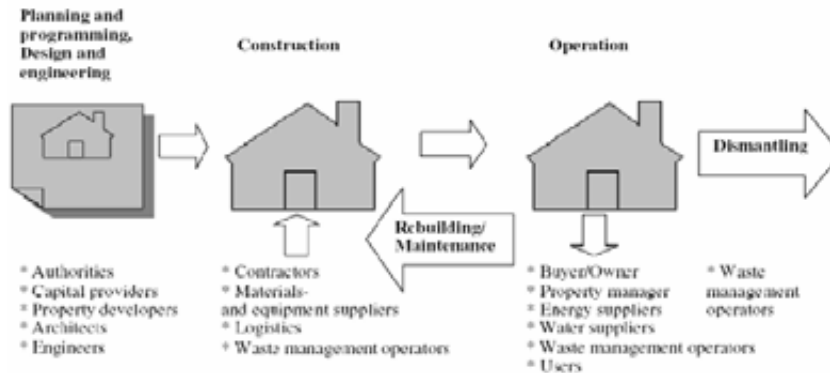 Planning and
programming,
Design and
engineering
Construction
Operation
Dismantling
Rebuilding/
Maintenance
* Authorities
* Capital providers
* Property developers
* Architects
* Engineers
* Contractors
* Materials-
and equipment suppliers
* Logistics
* Waste management operators
* Buyer/Owner
* Property manager
* Energy suppliers
* Water suppliers
* Waste management operators
* Users
* Waste
management
operators